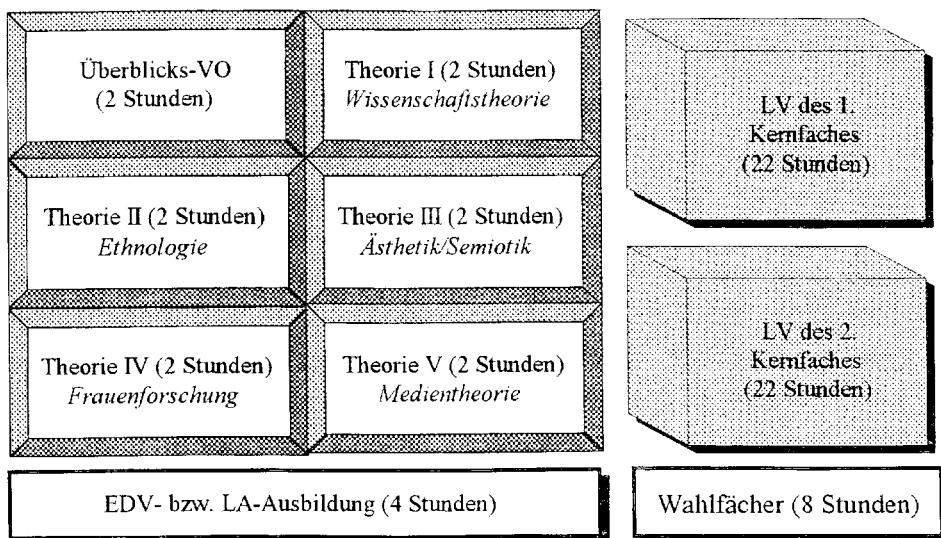 Überblicks-VO
(2 Stunden)
Theorie I (2 Stunden)
Wissenschaftstheorie
Theorie II (2 Stunden)
Ethnologie
Theorie III (2 Stunden)
Ästhetik/Semiotik
Theorie IV (2 Stunden)
Frauenforschung
Theorie V (2 Stunden)
Medientheorie
EDV- bzw. LA-Ausbildung (4 Stunden)
LV des 1.
Kernfaches
(22 Stunden)
LV des 2.
Kernfaches
(22 Stunden)
Wahlfächer (8 Stunden)